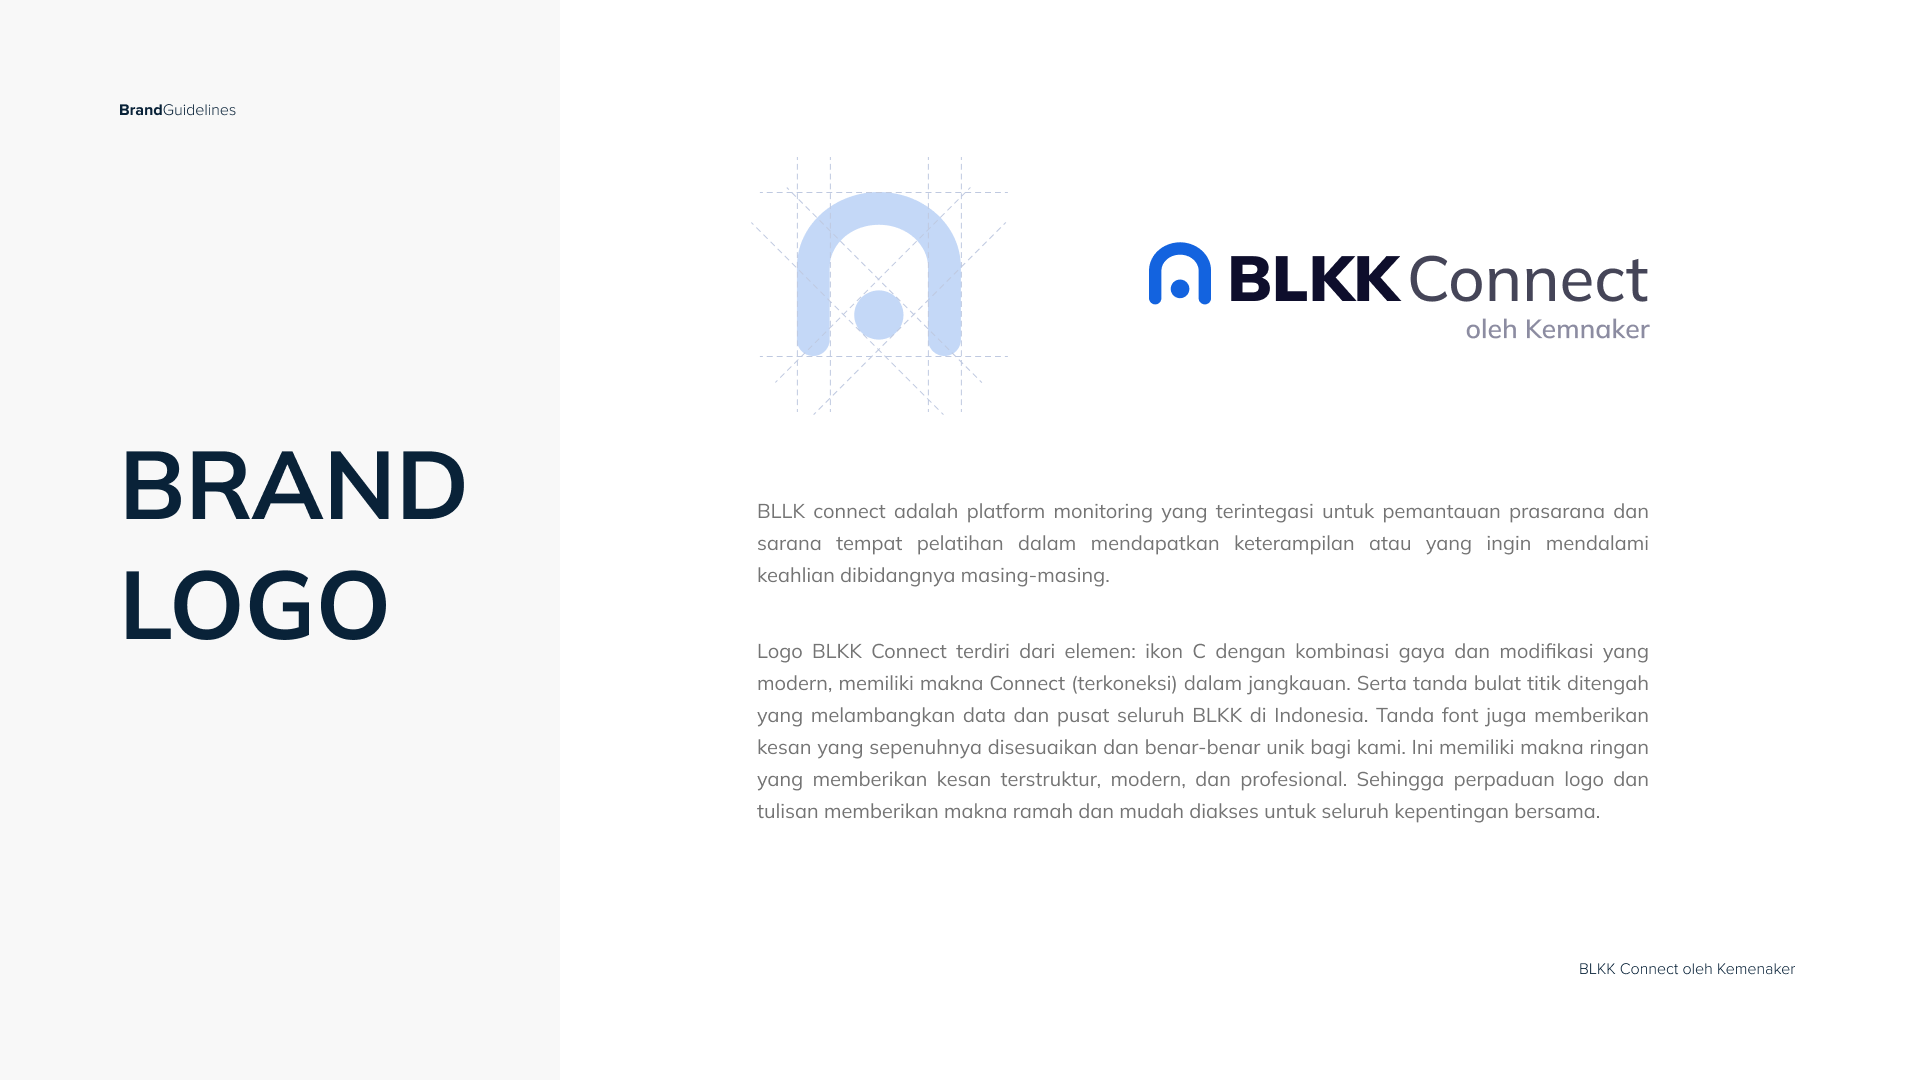 BrandGuidelines
BRAND
LOGO
BLKK Connect
oleh Kemnaker
BLLK connect adalah platform monitoring yang terintegasi untuk pemantauan prasarana dan
sarana tempat pelatihan dalam mendapatkan keterampilan atau yang ingin mendalami
keahlian dibidangnya masing-masing.
Logo BLKK Connect terdiri dari elemen: ikon C dengan kombinasi gaya dan modifikasi yang
modern, memiliki makna Connect (terkoneksi) dalam jangkauan. Serta tanda bulat titik ditengah
yang melambangkan data dan pusat seluruh BLKK di Indonesia. Tanda font juga memberikan
kesan yang sepenuhnya disesuaikan dan benar-benar unik bagi kami. Ini memiliki makna ringan
yang memberikan kesan terstruktur, modern, dan profesional. Sehingga perpaduan logo dan
tulisan memberikan makna ramah dan mudah diakses untuk seluruh kepentingan bersama.
BLKK Connect oleh Kemenaker